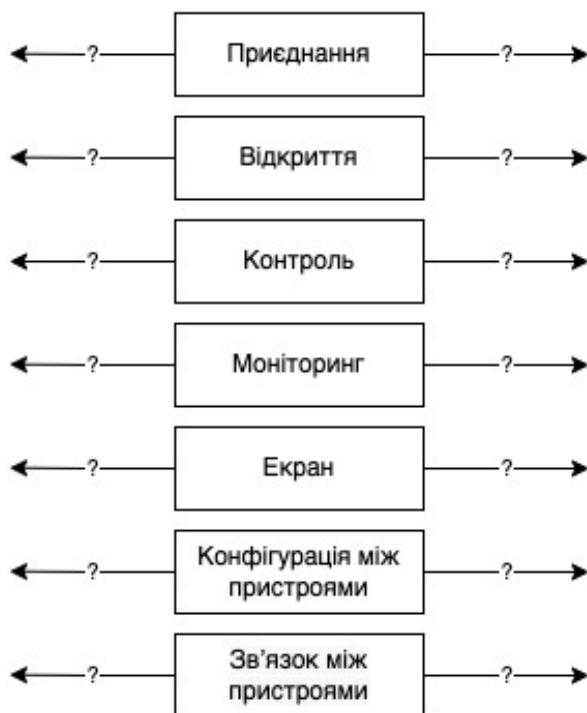 ? Приєднання ?
? Відкриття ?
? Контроль ?
? Моніторинг ?
? Екран ?
? Конфігурація між ?
пристроями
? Зв’язок між ?
пристроями